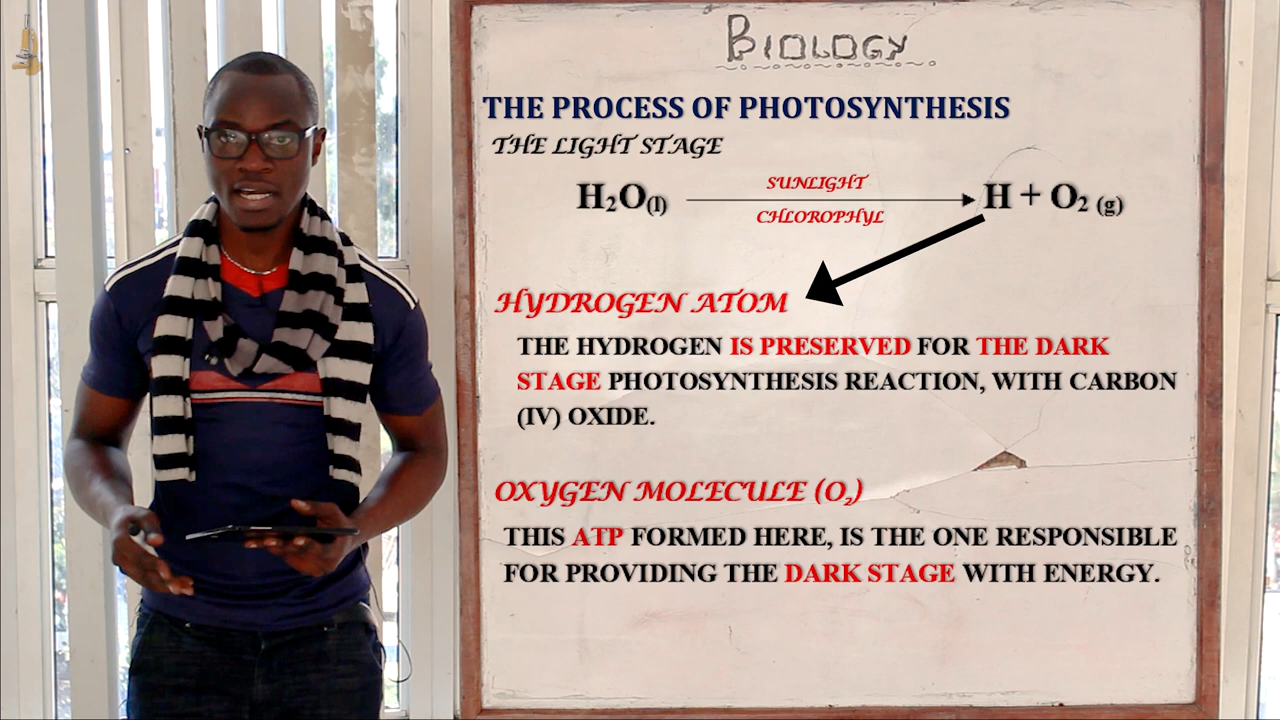 BIOLOGY
THE PROCESS OF PHOTOSYNTHESIS
THE LIGHT STAGE
SUNLIGHT
H₂O(l) → H + O₂ (g)
CHLOROPHYL
HYDROGEN ATOM
THE HYDROGEN IS PRESERVED FOR THE DARK
STAGE PHOTOSYNTHESIS REACTION, WITH CARBON
(IV) OXIDE.
OXYGEN MOLECULE (O₂)
THIS ATP FORMED HERE, IS THE ONE RESPONSIBLE
FOR PROVIDING THE DARK STAGE WITH ENERGY.